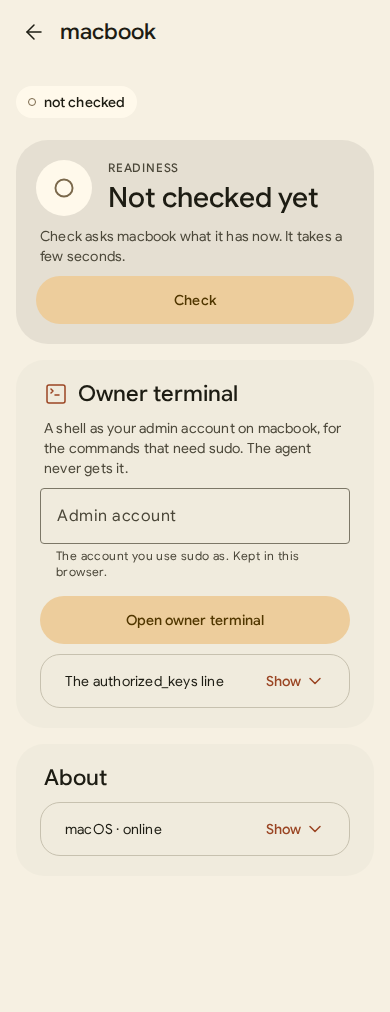 macbook
not checked
READINESS
Not checked yet
Check asks macbook what it has now. It takes a
few seconds.
Check
Owner terminal
A shell as your admin account on macbook, for
the commands that need sudo. The agent
never gets it.
Admin account
The account you use sudo as. Kept in this
browser.
Open owner terminal
The authorized_keys line Show
About
macOS · online Show